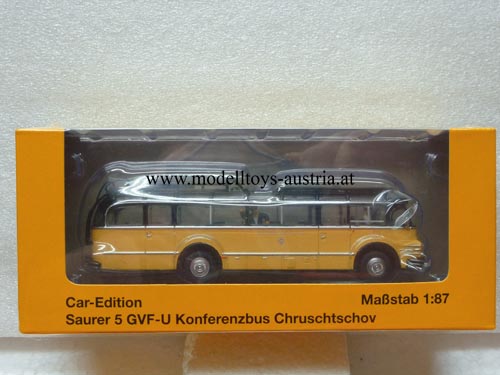 www.modelltoys-austria.at
Car-Edition
Maßstab 1:87
Saurer 5 GVF-U Konferenzbus Chruschtschov